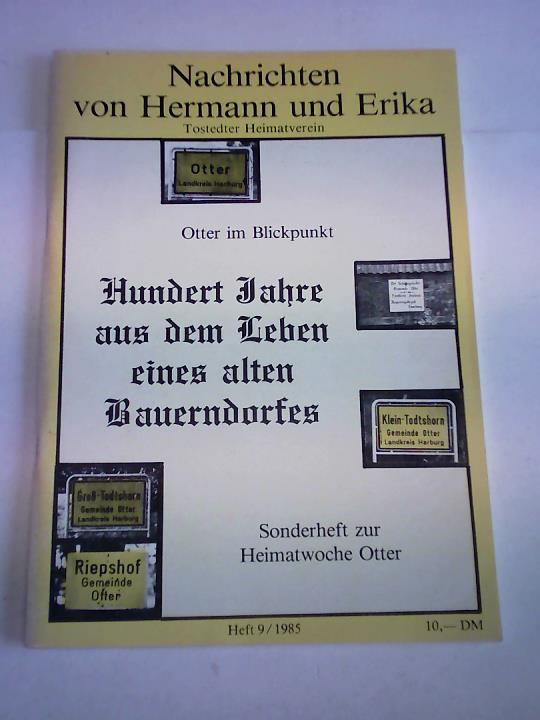 Nachrichten
von Hermann und Erika
Tostedter Heimatverein
Otter
Landkreis Harburg
Otter im Blickpunkt
Hundert Jahre
aus dem Leben
eines alten
Bauerndorfes
Klein-Todtshorn
Gemeinde Otter
Landkreis Harburg
Groß-Todtshorn
Gemeinde Otter
Landkreis Harburg
Riepshof
Gemeinde
Otter
Sonderheft zur
Heimatwoche Otter
Heft 9/1985
10,— DM